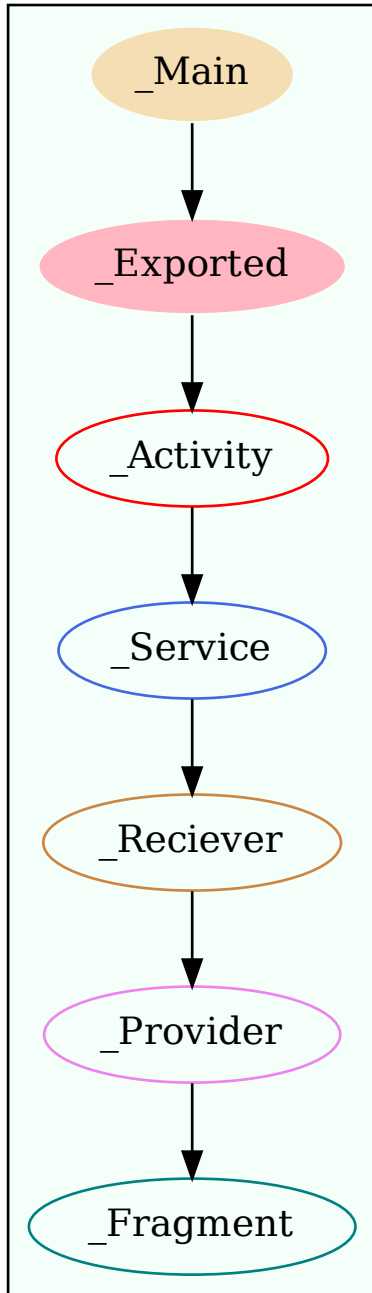 _Main
_Exported
_Activity
_Service
_Reciever
_Provider
_Fragment